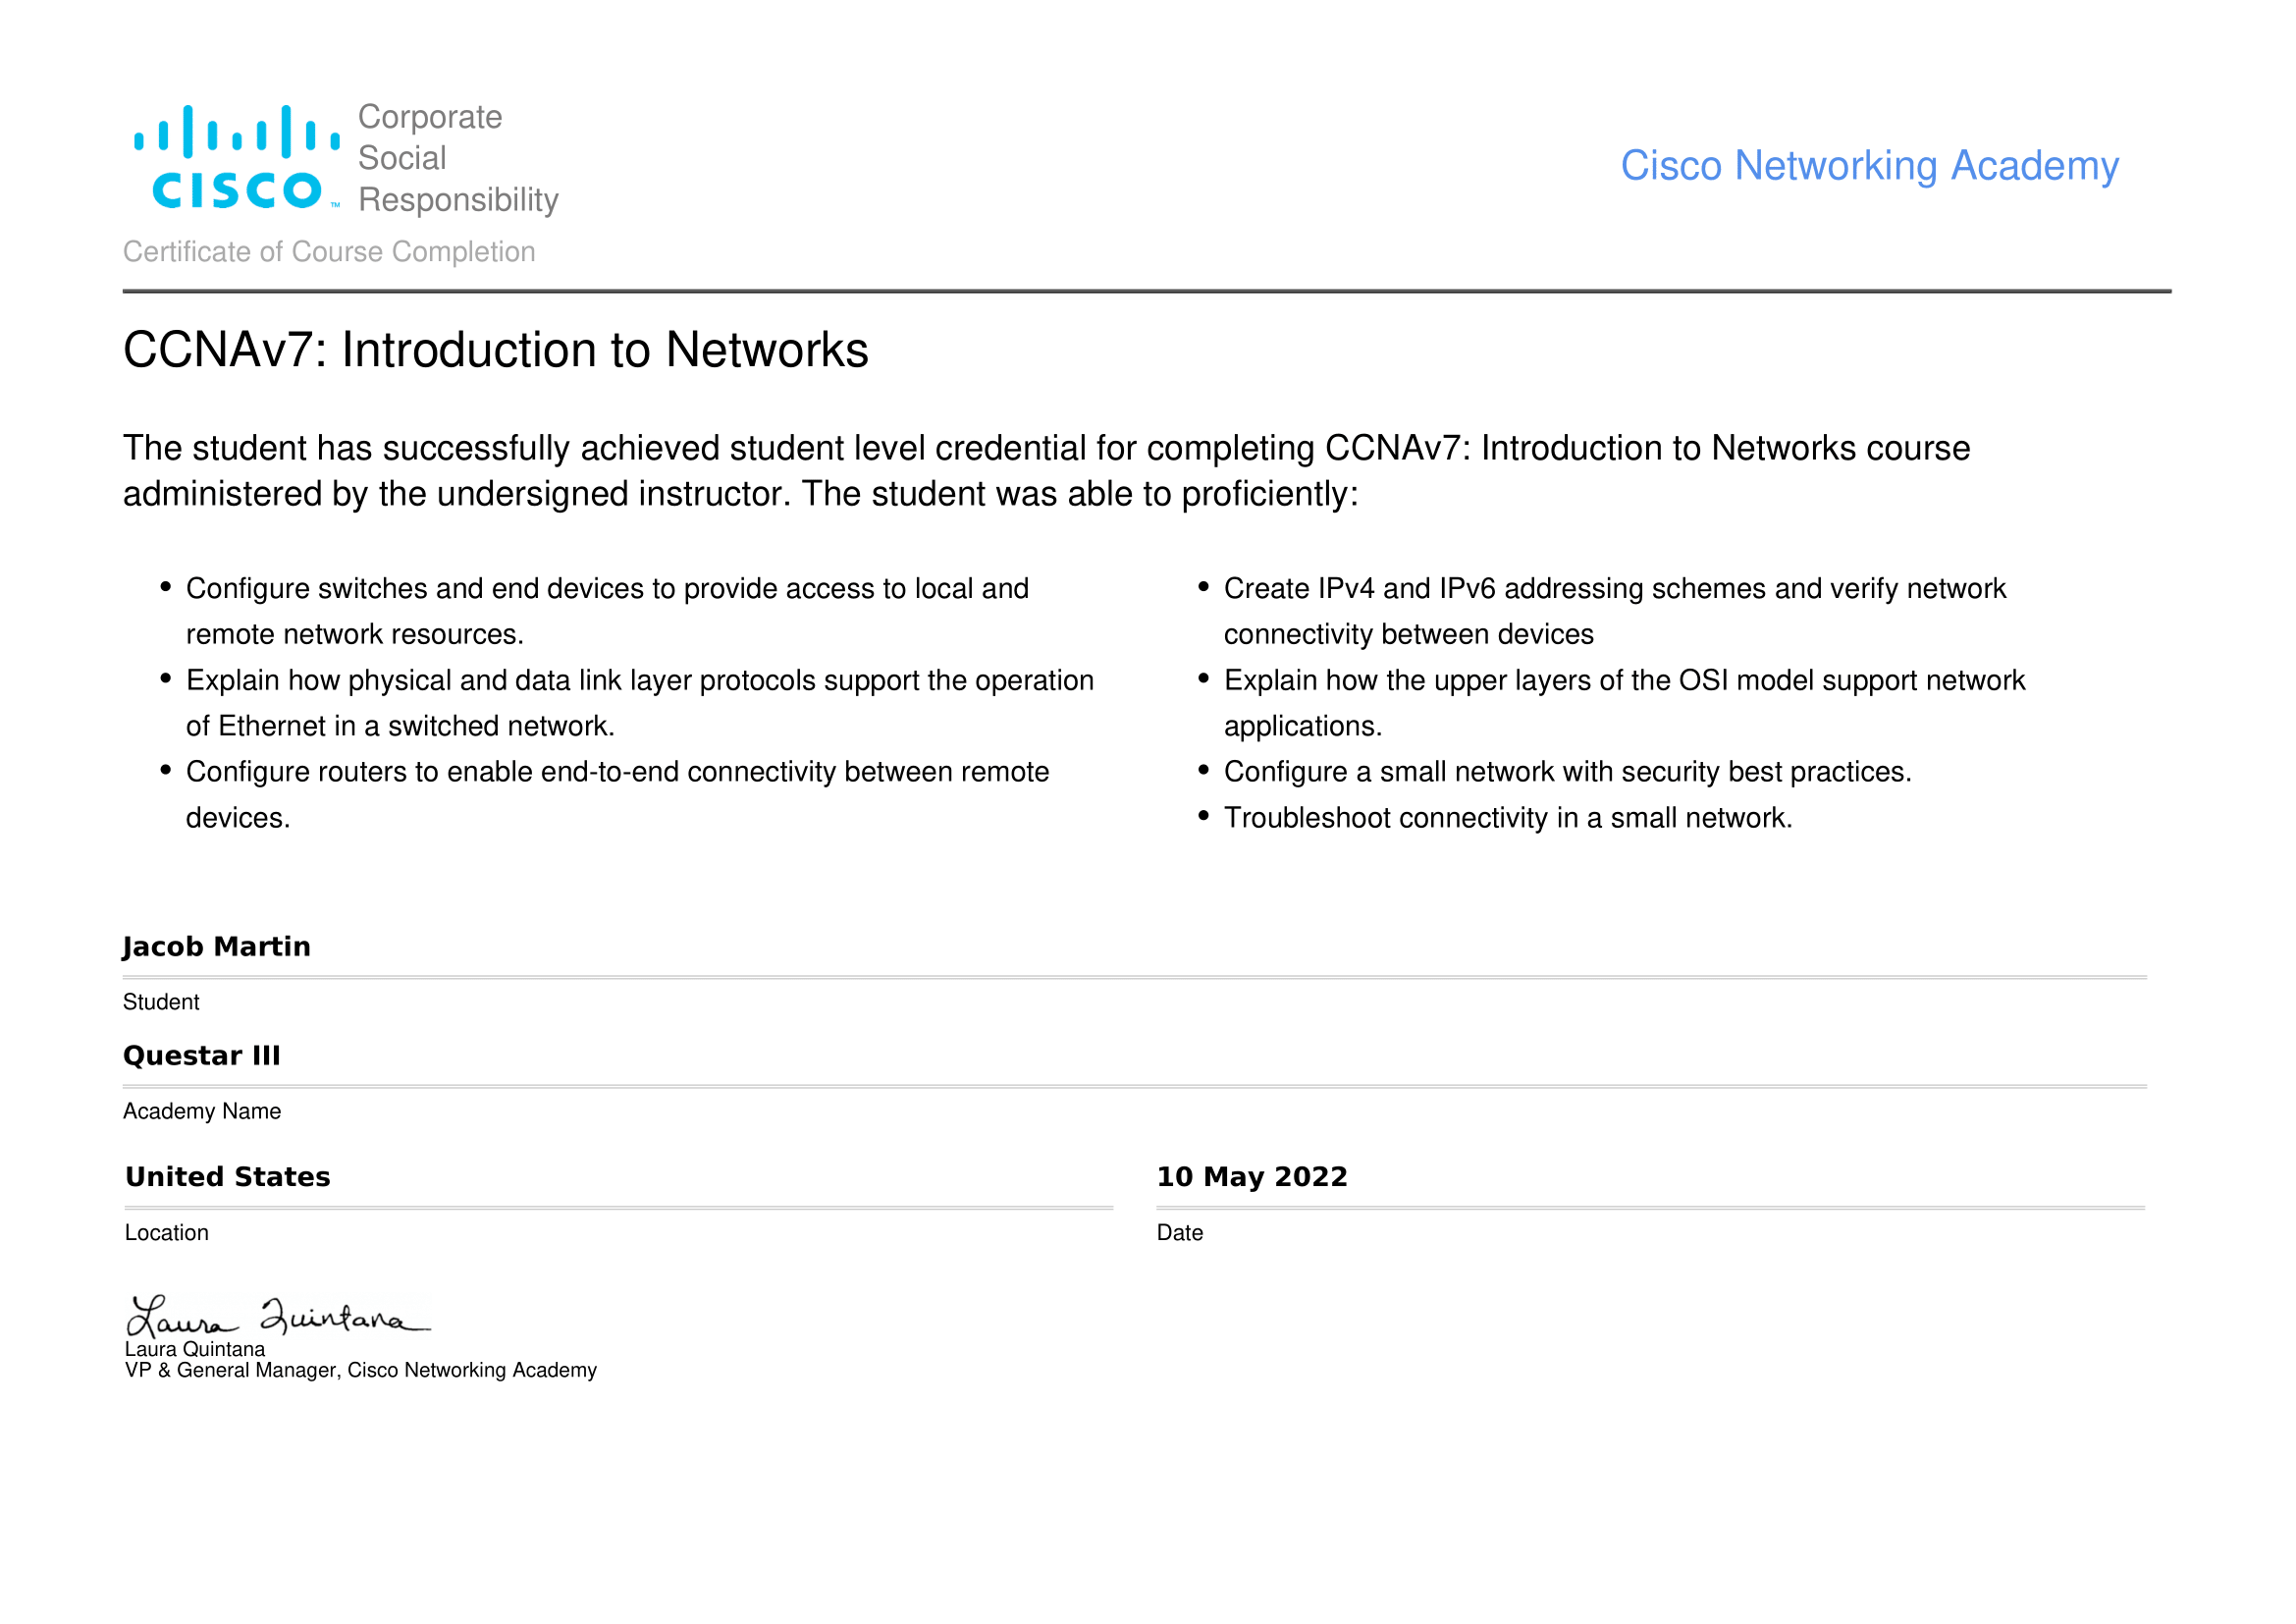 CISCO™
Corporate
Social
Responsibility
Cisco Networking Academy
Certificate of Course Completion
CCNAv7: Introduction to Networks
The student has successfully achieved student level credential for completing CCNAv7: Introduction to Networks course
administered by the undersigned instructor. The student was able to proficiently:
• Configure switches and end devices to provide access to local and
remote network resources.
• Explain how physical and data link layer protocols support the operation
of Ethernet in a switched network.
• Configure routers to enable end-to-end connectivity between remote
devices.
• Create IPv4 and IPv6 addressing schemes and verify network
connectivity between devices
• Explain how the upper layers of the OSI model support network
applications.
• Configure a small network with security best practices.
• Troubleshoot connectivity in a small network.
Jacob Martin
Student
Questar III
Academy Name
United States
Location
10 May 2022
Date
Laura Quintana
Laura Quintana
VP & General Manager, Cisco Networking Academy